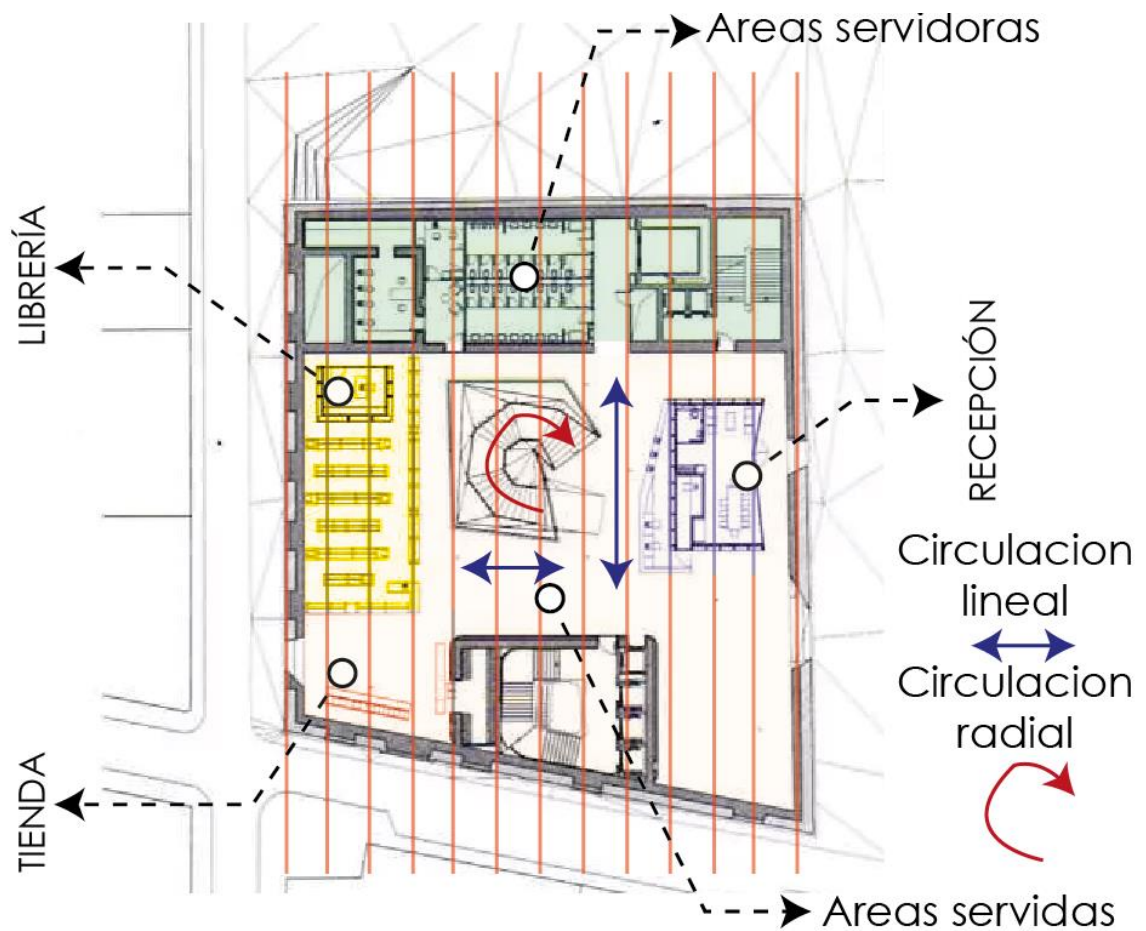 Areas servidoras
LIBRERÍA
RECEPCIÓN
Circulacion
lineal
Circulacion
radial
TIENDA
Areas servidas